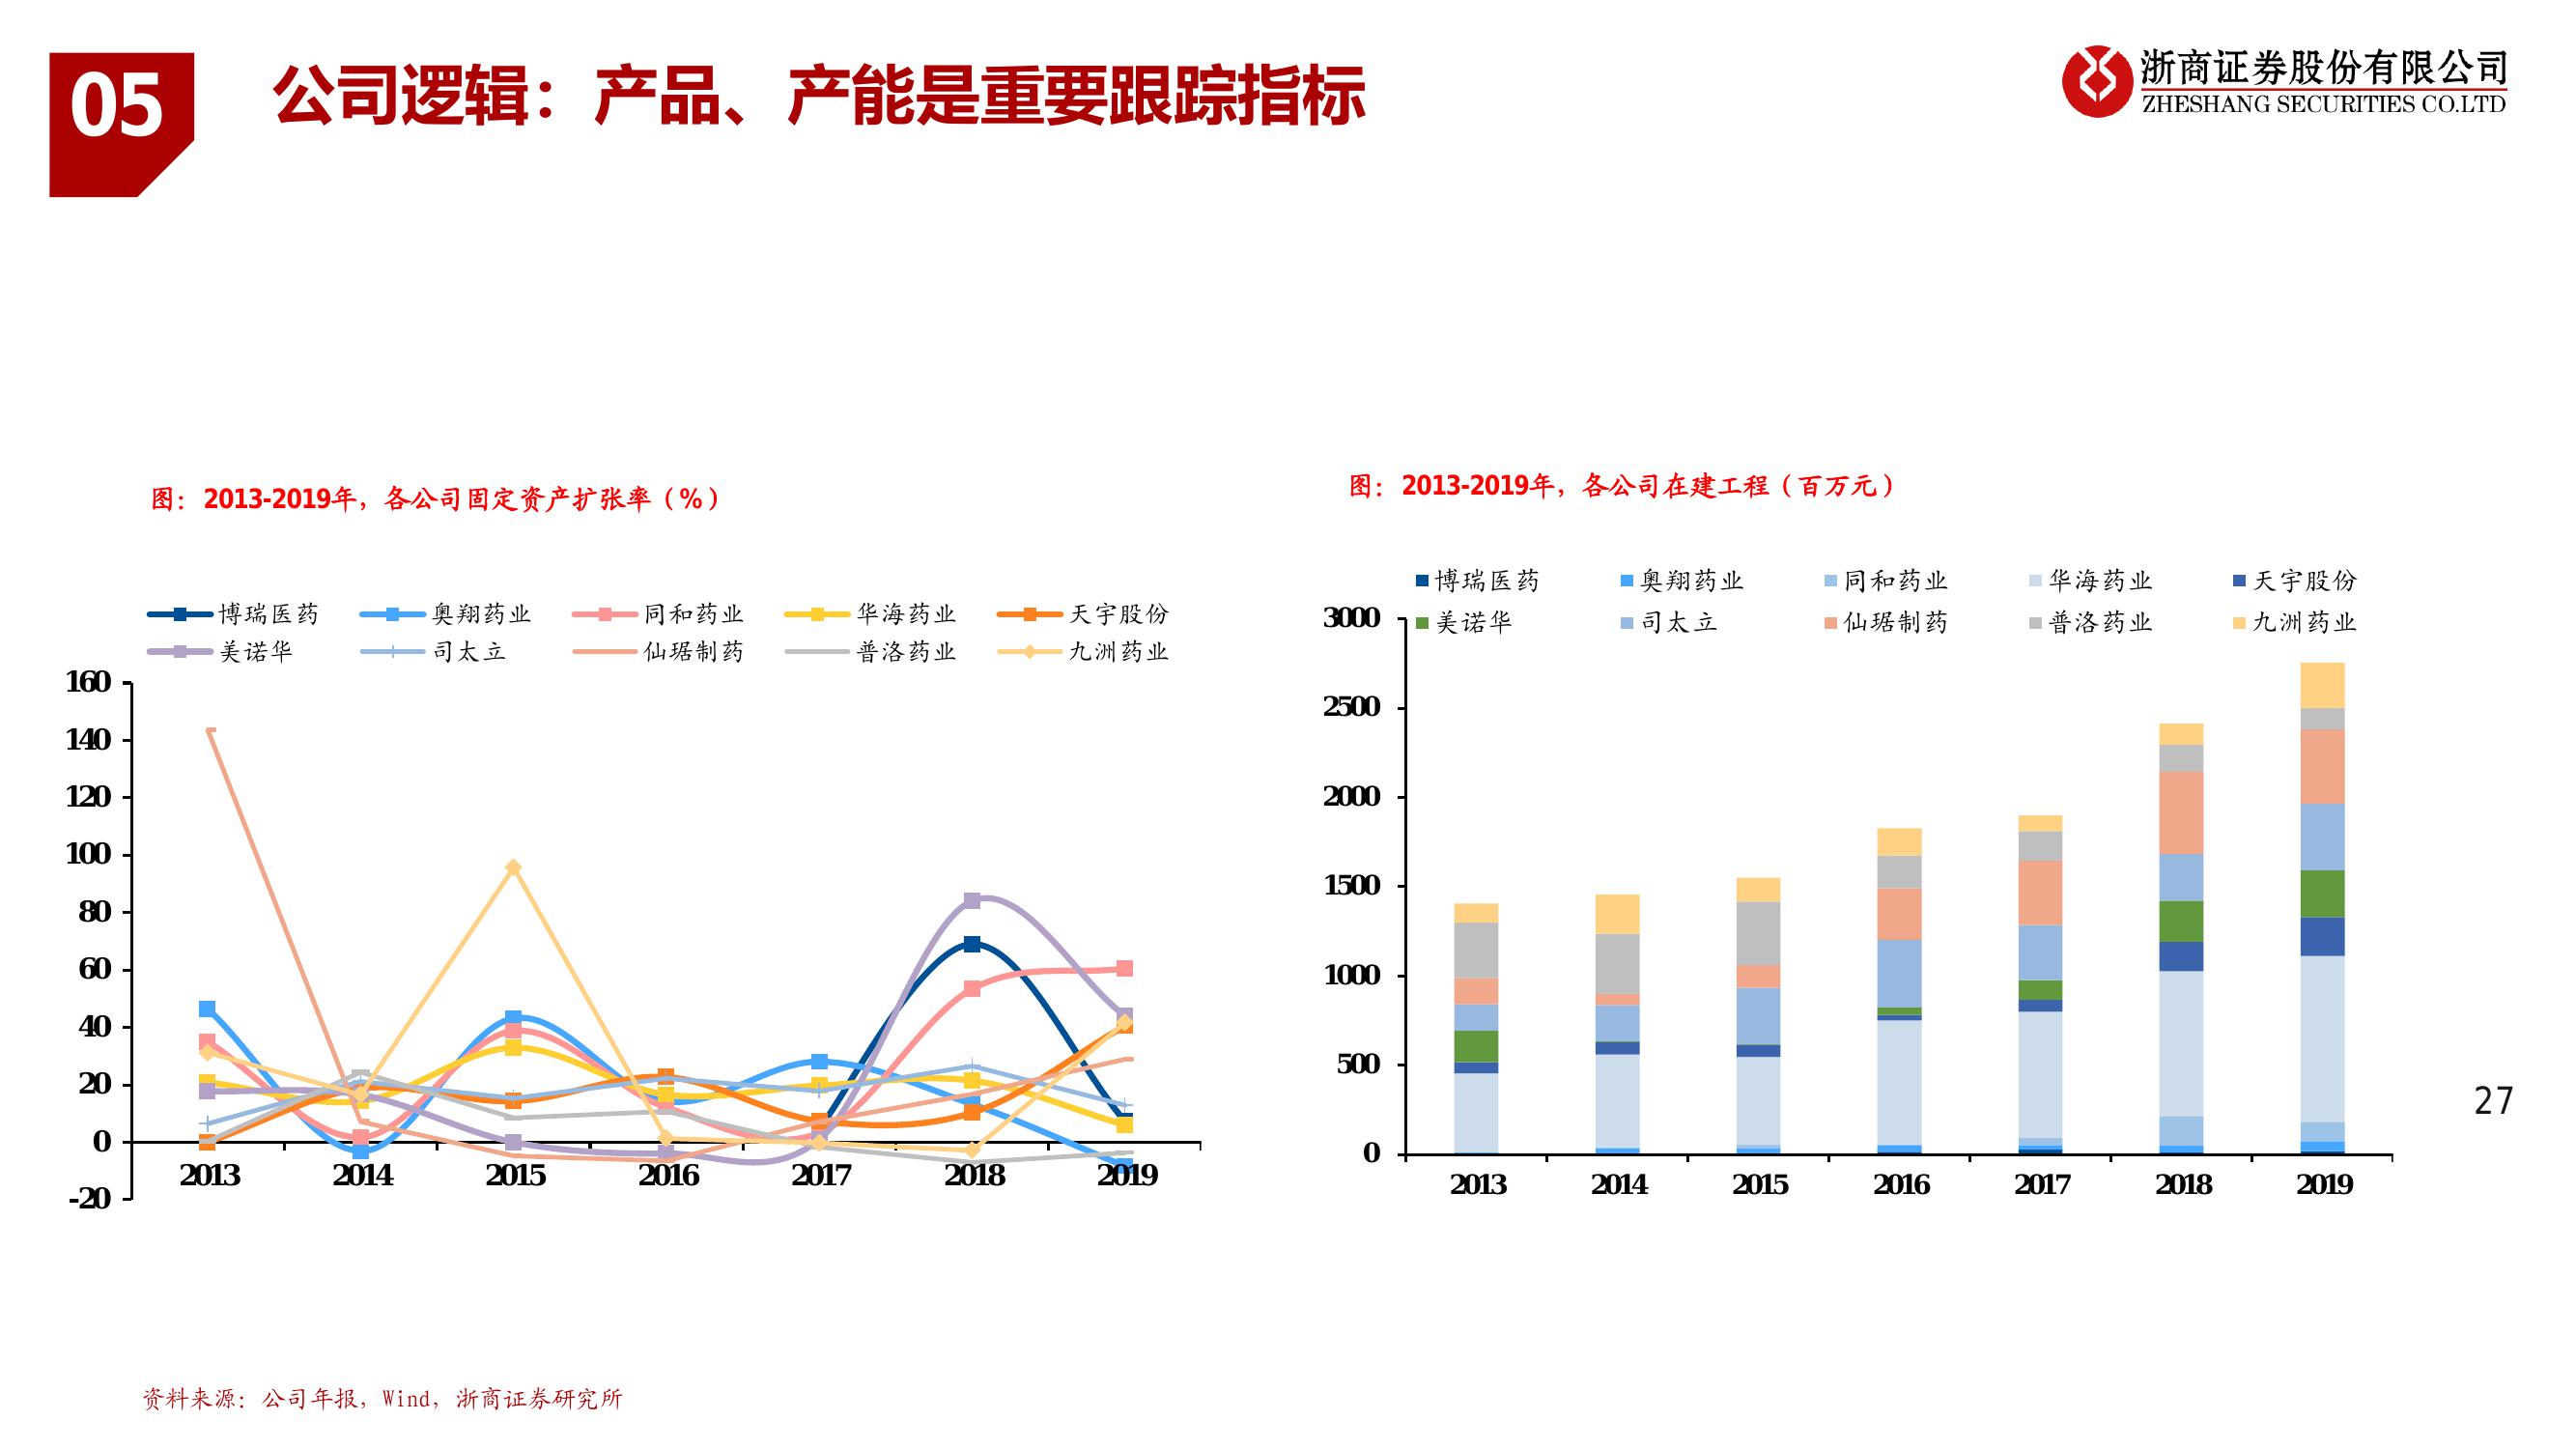 05
公司逻辑：产品、产能是重要跟踪指标
浙商证券股份有限公司
ZHESHANG SECURITIES CO.LTD
图：2013-2019年，各公司固定资产扩张率（%）
博瑞医药 奥翔药业 同和药业 华海药业 天宇股份
美诺华 司太立 仙琚制药 普洛药业 九洲药业
160
140
120
100
80
60
40
20
0
-20
2013 2014 2015 2016 2017 2018 2019
图：2013-2019年，各公司在建工程（百万元）
博瑞医药 奥翔药业 同和药业 华海药业 天宇股份
美诺华 司太立 仙琚制药 普洛药业 九洲药业
3000
2500
2000
1500
1000
500
0
2013 2014 2015 2016 2017 2018 2019
27
资料来源：公司年报，Wind，浙商证券研究所